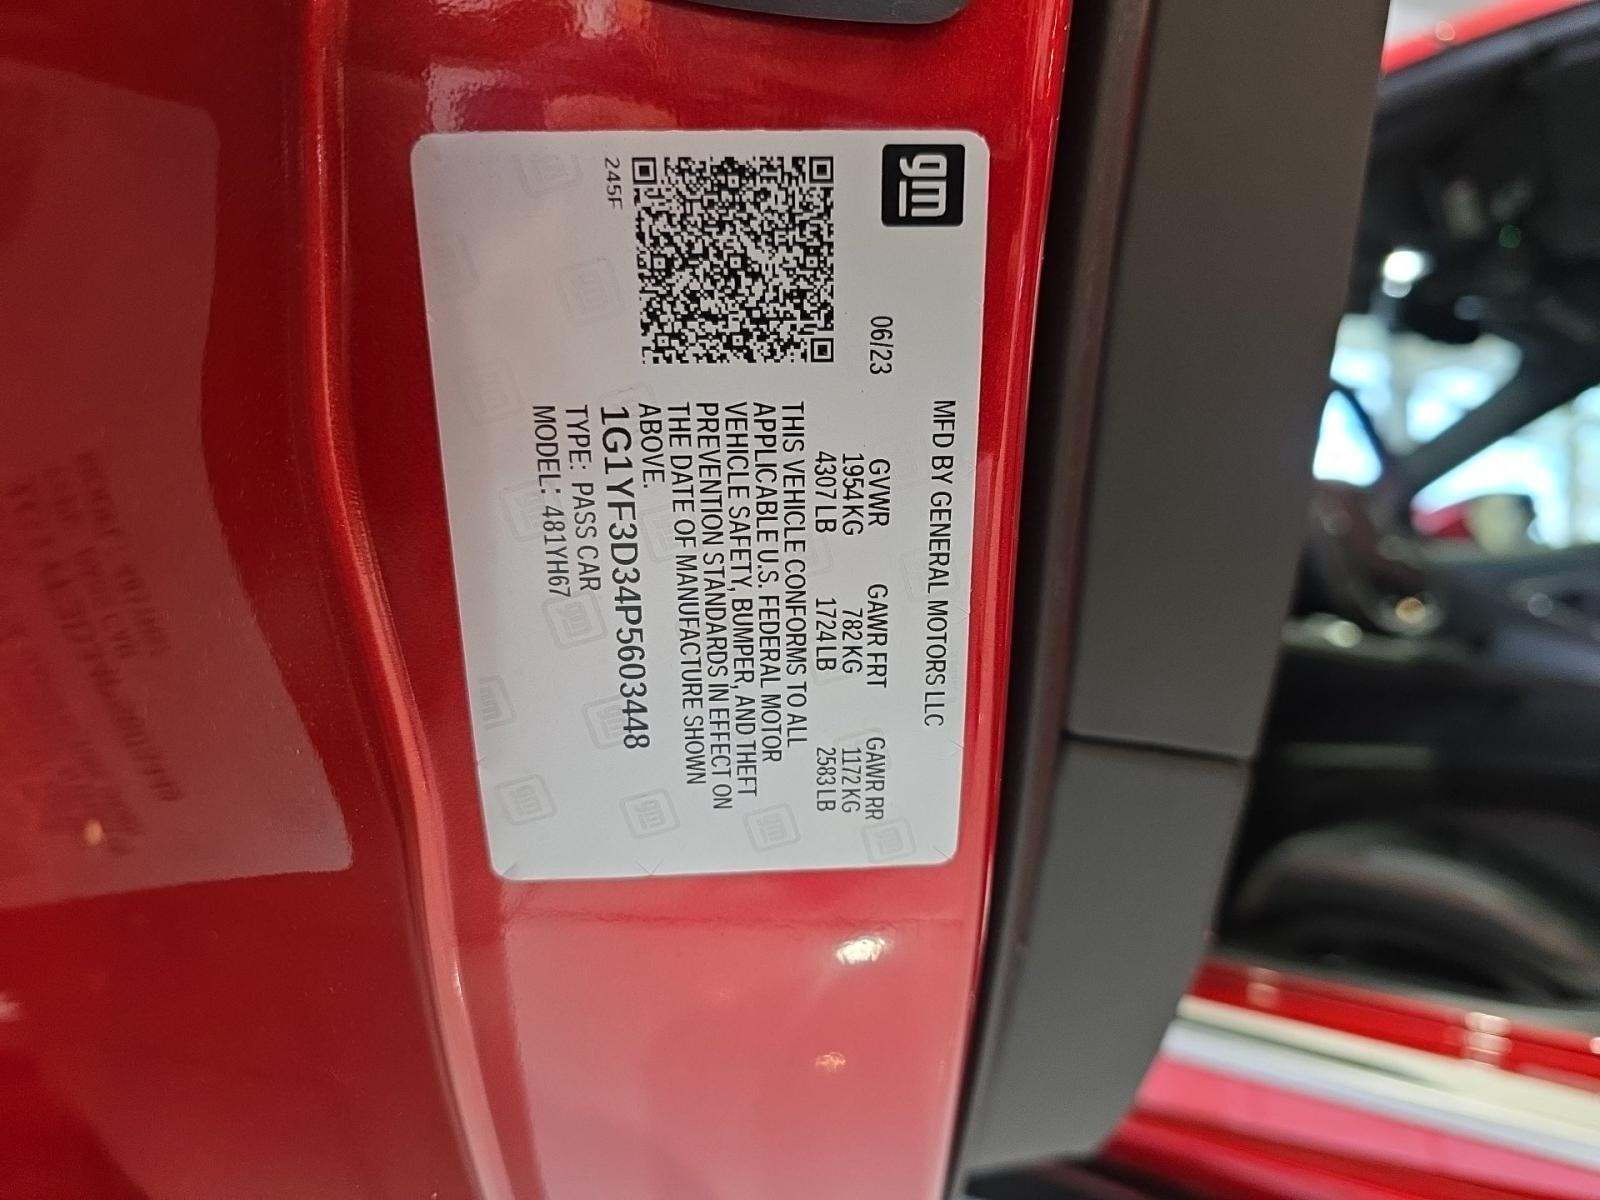 gm
MFD BY GENERAL MOTORS LLC
06/23
GVWR GAWR FRT GAWR RR
1954KG 782KG 1172KG
4307LB 1724LB 2583LB
THIS VEHICLE CONFORMS TO ALL
APPLICABLE U.S. FEDERAL MOTOR
VEHICLE SAFETY, BUMPER, AND THEFT
PREVENTION STANDARDS IN EFFECT ON
THE DATE OF MANUFACTURE SHOWN
ABOVE.
1G1YF3D34P5603448
TYPE: PASS CAR
MODEL: 481YH67
245F